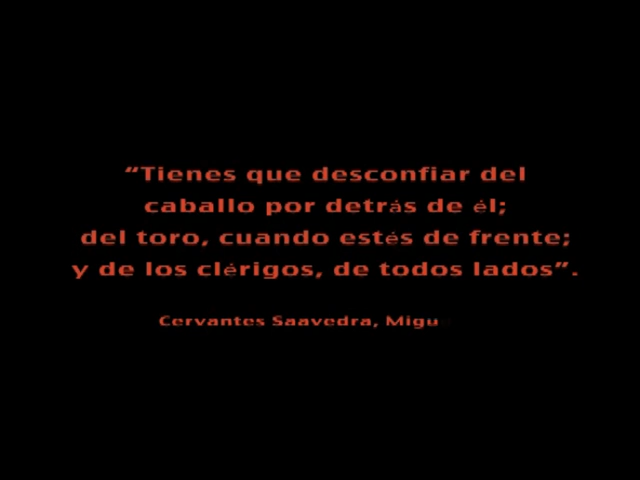 “Tienes que desconfiar del
caballo por detrás de él;
del toro, cuando estés de frente;
y de los clérigos, de todos lados”.
Cervantes Saavedra, Migu